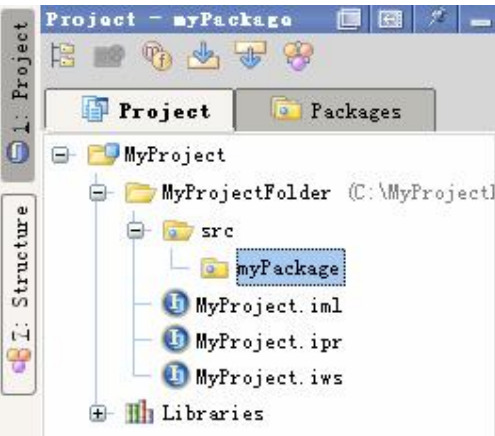 Project - myPackage
1: Project
Project
Packages
MyProject
MyProjectFolder (C:\MyProject
src
myPackage
MyProject.iml
MyProject.ipr
MyProject.iws
Libraries
Z: Structure